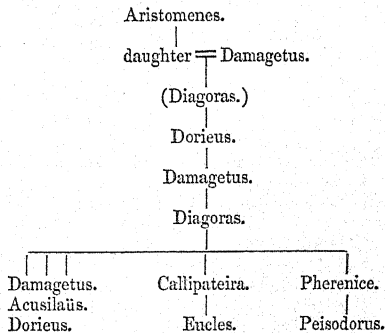 Aristomenes.
daughter Damagetus.
(Diagoras.)
Dorieus.
Damagetus.
Diagoras.
Damagetus. Callipateira. Pherenice.
Acusilaüs.
Dorieus. Eucles. Peisodorus.